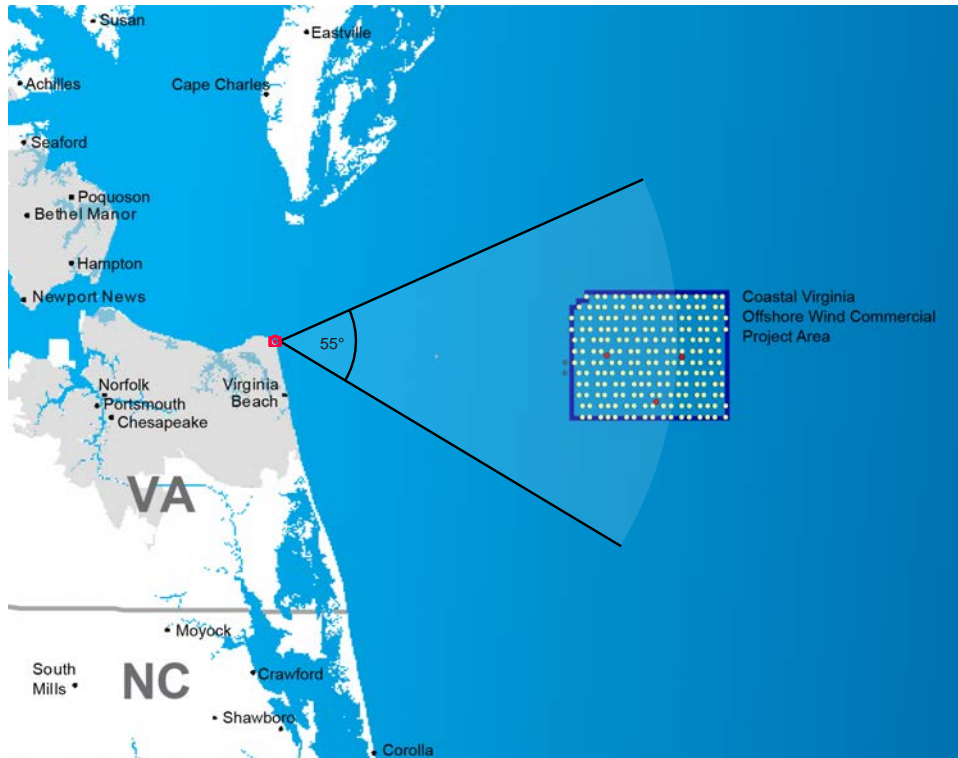 Susan
Eastville
Achilles
Cape Charles
Seaford
Poquoson
Bethel Manor
Hampton
Newport News
Coastal Virginia
Offshore Wind Commercial
Project Area
55°
Norfolk
Portsmouth
Chesapeake
Virginia
Beach
VA
Moyock
NC
South
Mills
Crawford
Shawboro
Corolla